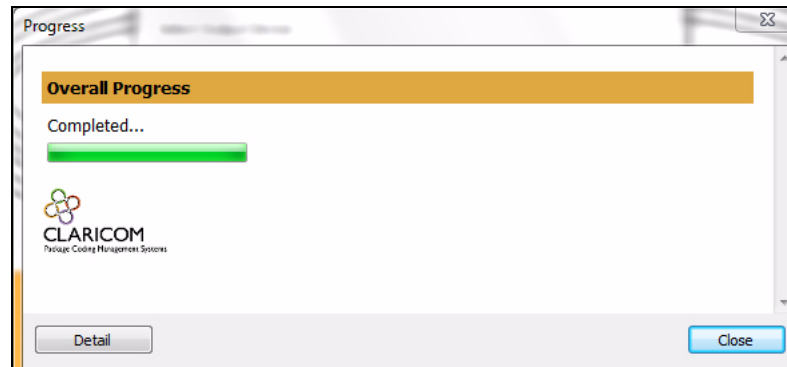 Progress
Overall Progress
Completed...
CLARICOM
Package Coding Management Systems
Detail
Close